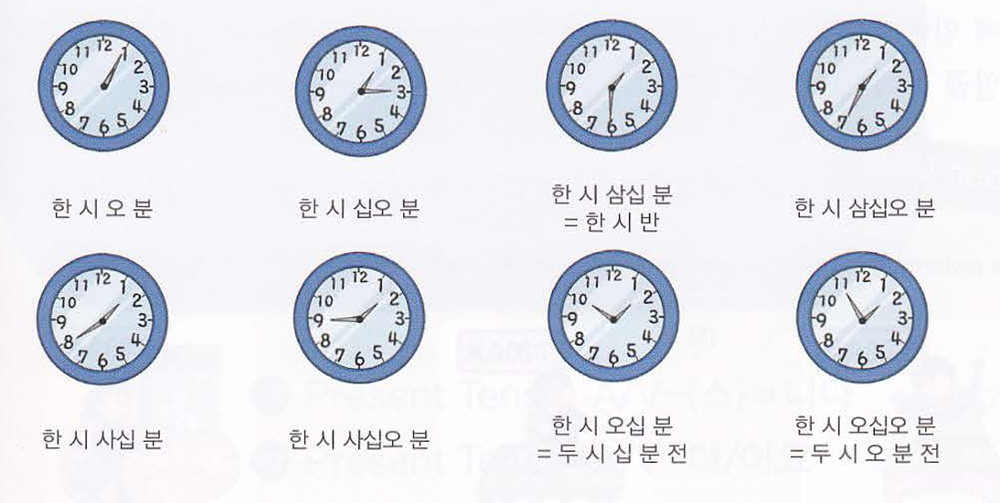 한 시 오 분
한 시 십오 분
한 시 삼십 분
= 한 시 반
한 시 삼십오 분
한 시 사십 분
한 시 사십오 분
한 시 오십 분
= 두 시 십 분 전
한 시 오십오 분
= 두 시 오 분 전